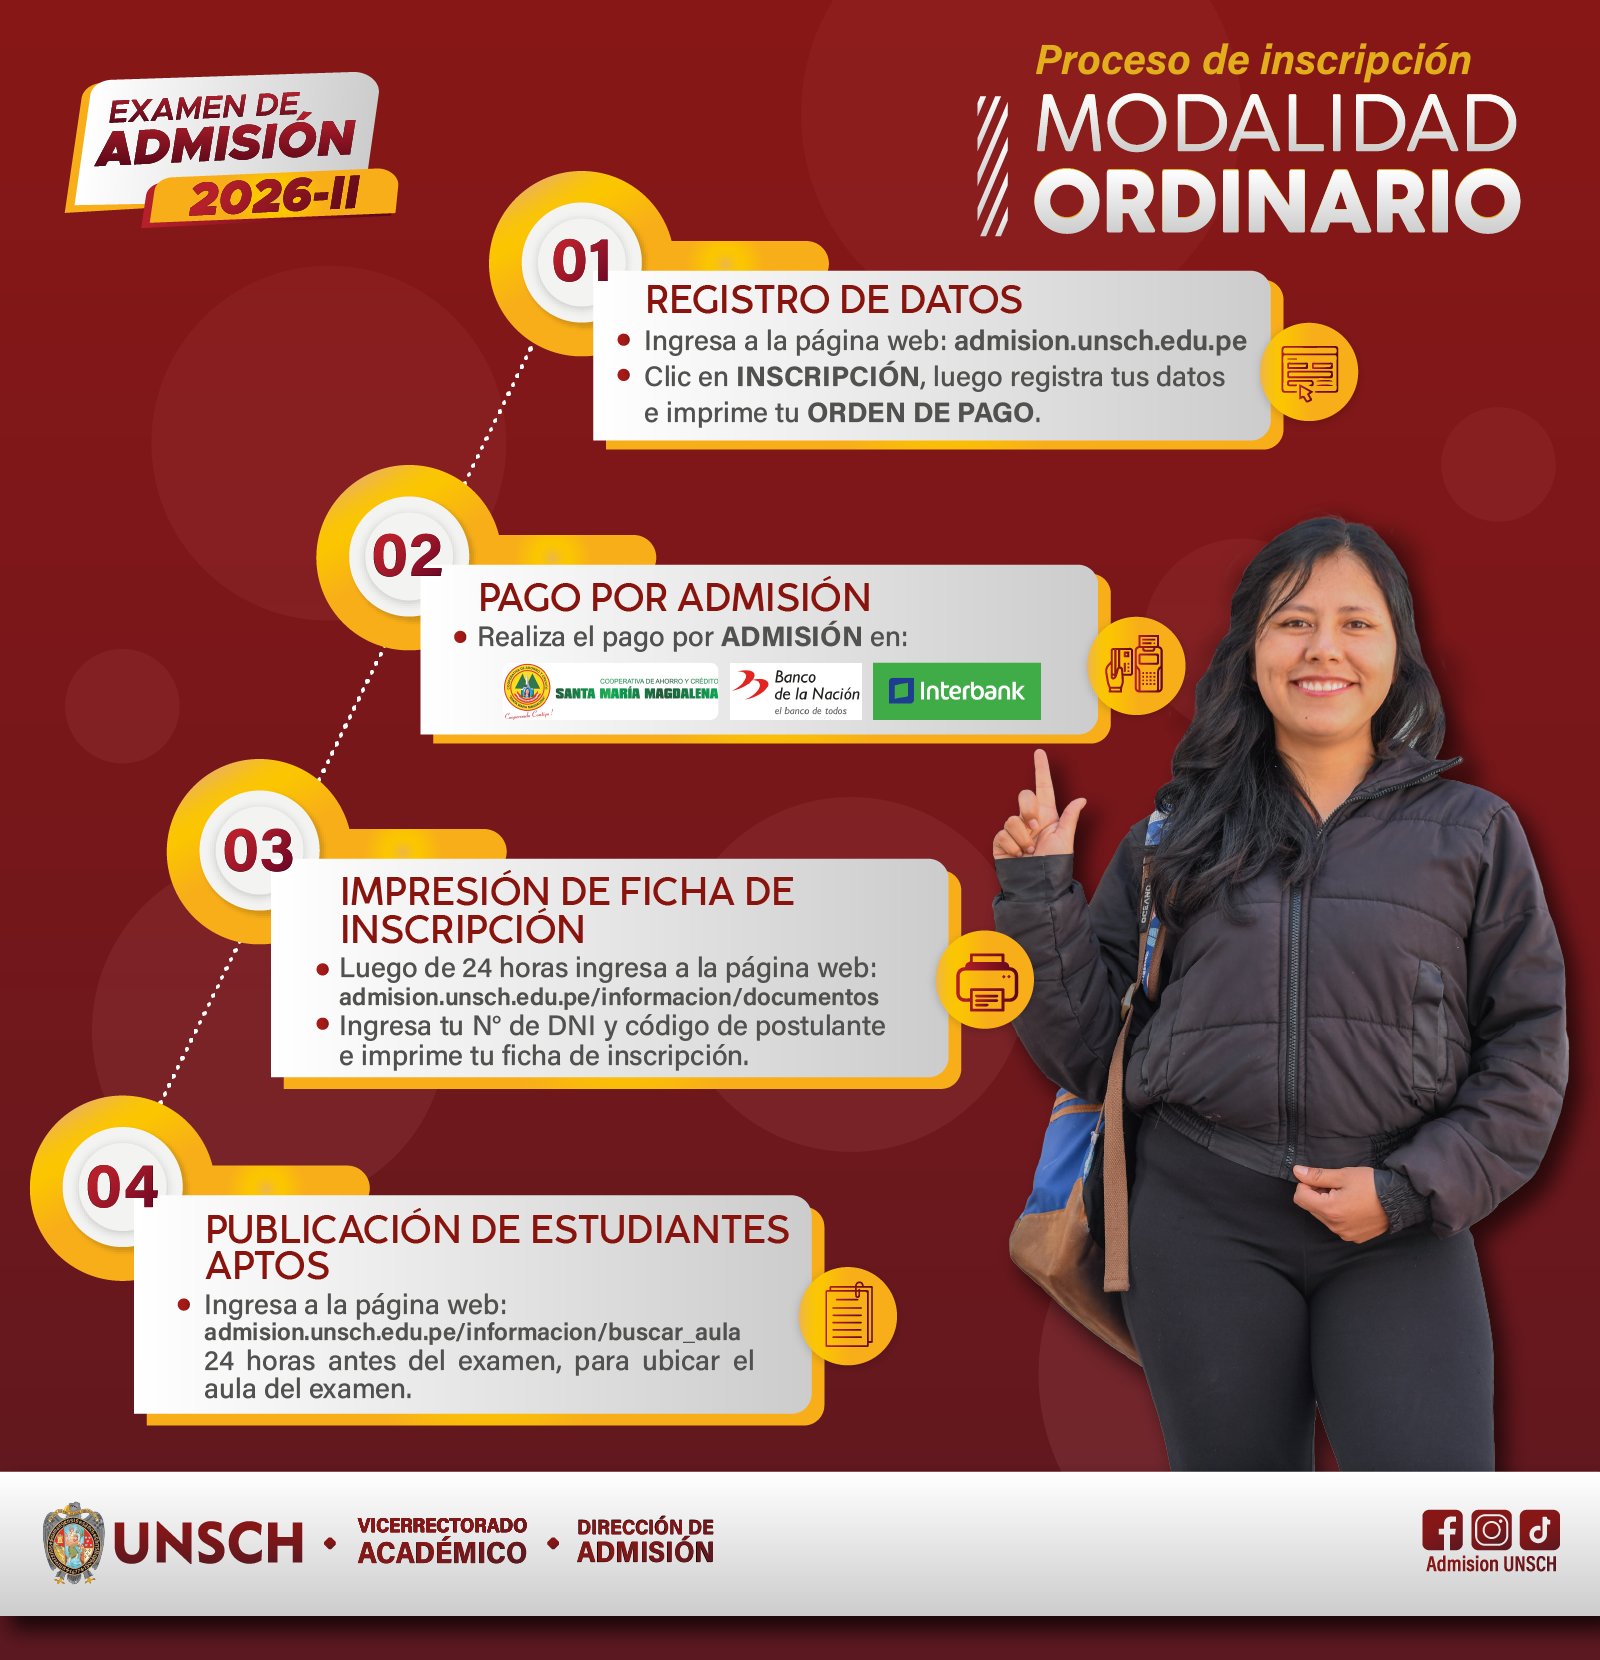 EXAMEN DE
ADMISIÓN
2026-II
Proceso de inscripción
MODALIDAD
ORDINARIO
01
REGISTRO DE DATOS
Ingresa a la página web: admision.unsch.edu.pe
Clic en INSCRIPCIÓN, luego registra tus datos
e imprime tu ORDEN DE PAGO.
02
PAGO POR ADMISIÓN
Realiza el pago por ADMISIÓN en:
COOPERATIVA DE AHORRO Y CRÉDITO
SANTA MARÍA MAGDALENA
Banco
de la Nación
el banco de todos
Interbank
03
IMPRESIÓN DE FICHA DE
INSCRIPCIÓN
Luego de 24 horas ingresa a la página web:
admision.unsch.edu.pe/informacion/documentos
Ingresa tu N° de DNI y código de postulante
e imprime tu ficha de inscripción.
04
PUBLICACIÓN DE ESTUDIANTES
APTOS
Ingresa a la página web:
admision.unsch.edu.pe/informacion/buscar_aula
24 horas antes del examen, para ubicar el
aula del examen.
UNSCH • VICERRECTORADO
ACADÉMICO • DIRECCIÓN DE
ADMISIÓN
Admision UNSCH